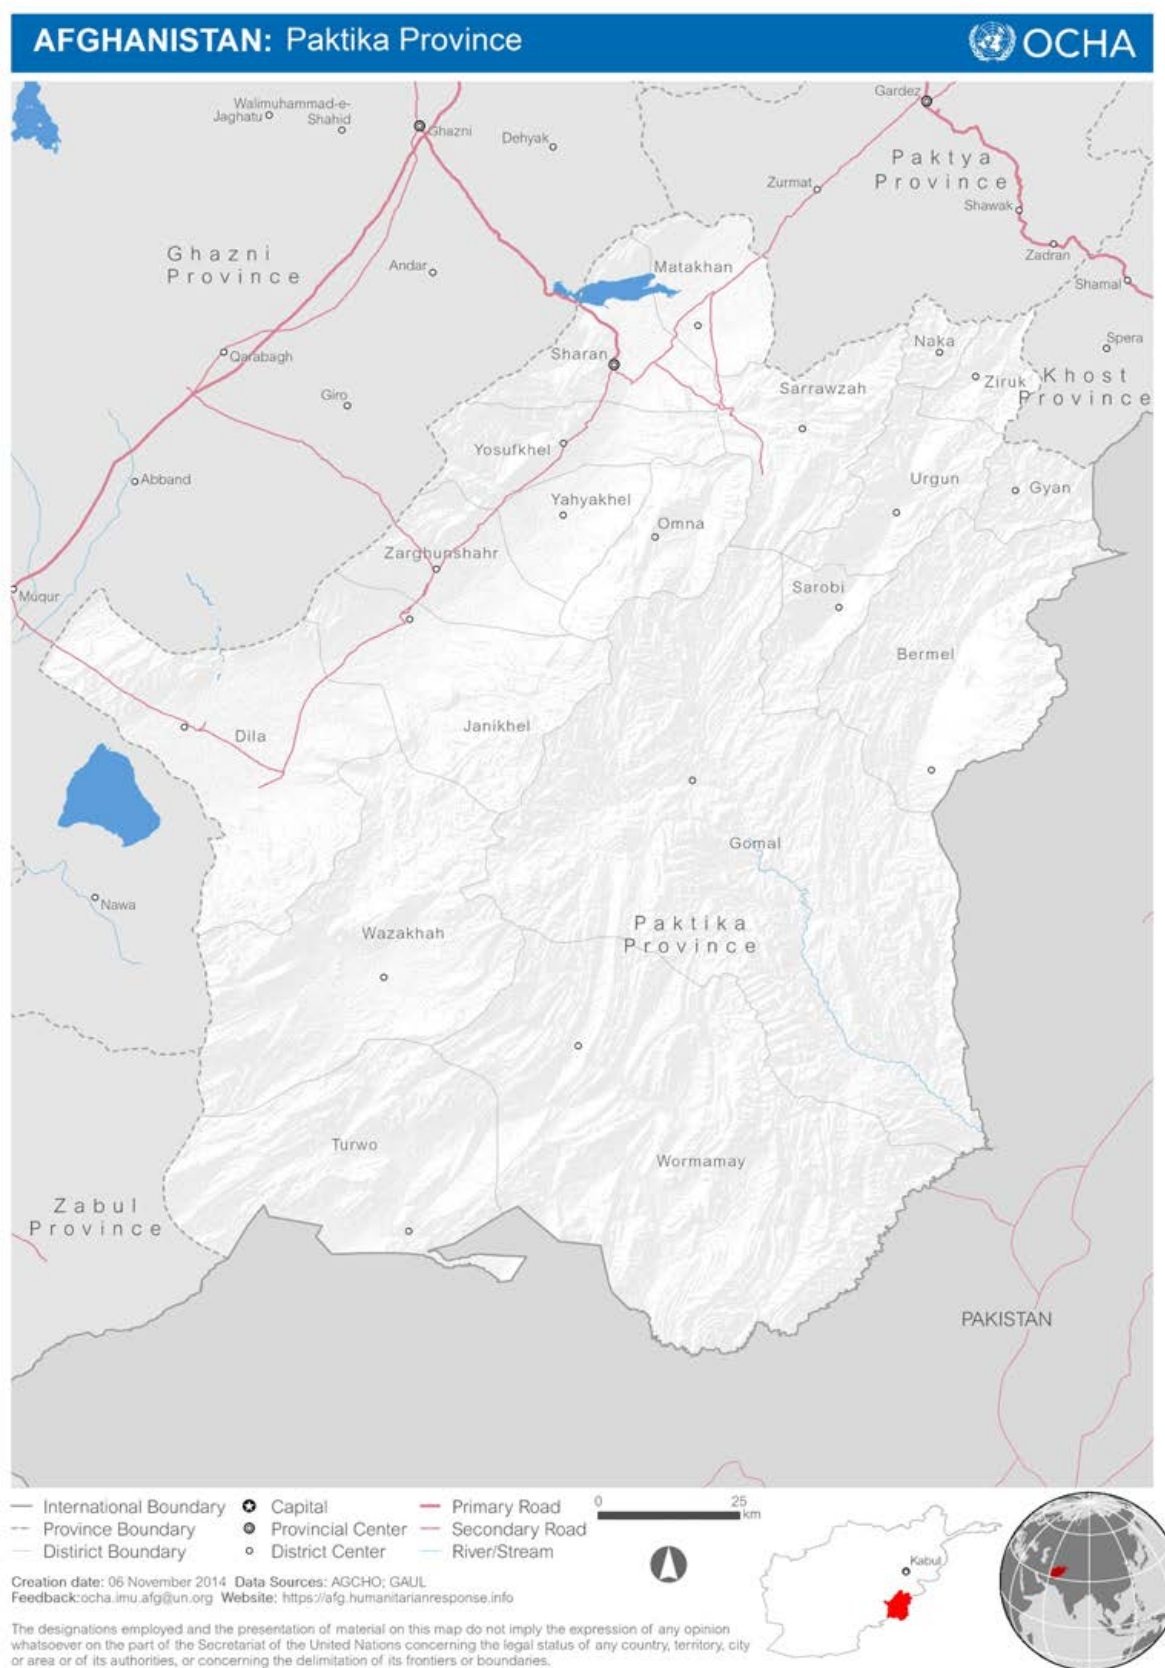 AFGHANISTAN: Paktika Province
OCHA
Gardez
Walimuhammad-e-
Shahid
Jaghatu
Ghazni
Dehyak
Paktya
Province
Zurmat
Shawak
Ghazni
Province
Zadran
Andar
Matakhan
Shamal
Qarabagh
Sharan
Naka
Spera
Giro
Sarrawzah
Ziruk
Khost
Province
Yosufkhel
Abband
Urgun
Gyan
Yahyakhel
Omna
Zarghunshahr
Sarobi
Muqur
Bermel
Dila
Janikhel
Gomal
Nawa
Wazakhah
Paktika
Province
Turwo
Wormamay
Zabul
Province
PAKISTAN
International Boundary
Province Boundary
Distirict Boundary
Capital
Provincial Center
District Center
Primary Road
Secondary Road
River/Stream
0 25
km
Kabul
Creation date: 06 November 2014 Data Sources: AGCHO; GAUL
Feedback:ocha.imu.afg@un.org Website: https://afg.humanitarianresponse.info
The designations employed and the presentation of material on this map do not imply the expression of any opinion
whatsoever on the part of the Secretariat of the United Nations concerning the legal status of any country, territory, city
or area or of its authorities, or concerning the delimitation of its frontiers or boundaries.